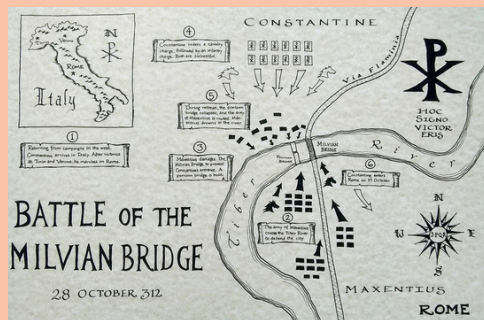 CONSTANTINE
Turin
Verona
ROME
N
Italy
4
Constantine orders a cavalry
charge, followed by an infantry
charge. Both are successful.
Via Flaminia
HOC
SIGNO
VICTOR
ERIS
5
During retreat, the pontoon
bridge collapses, and the army
of Maxentius is routed.
drowns in the river.
1
Returning from campaigns in the west,
Constantine arrives in Italy. After victories
at Turin and Verona, he marches on Rome.
3
Maxentius damages the
Milvian Bridge to prevent
Constantine's entrance. A
pontoon bridge is built.
MILVIAN
BRIDGE
River
6
Constantine enters
Rome on 29 October
Tiber
2
The army of Maxentius
crosses the Tiber River
to defend the city.
BATTLE OF THE
MILVIAN BRIDGE
28 OCTOBER 312
N
W
SPQR
E
S
MAXENTIUS
ROME